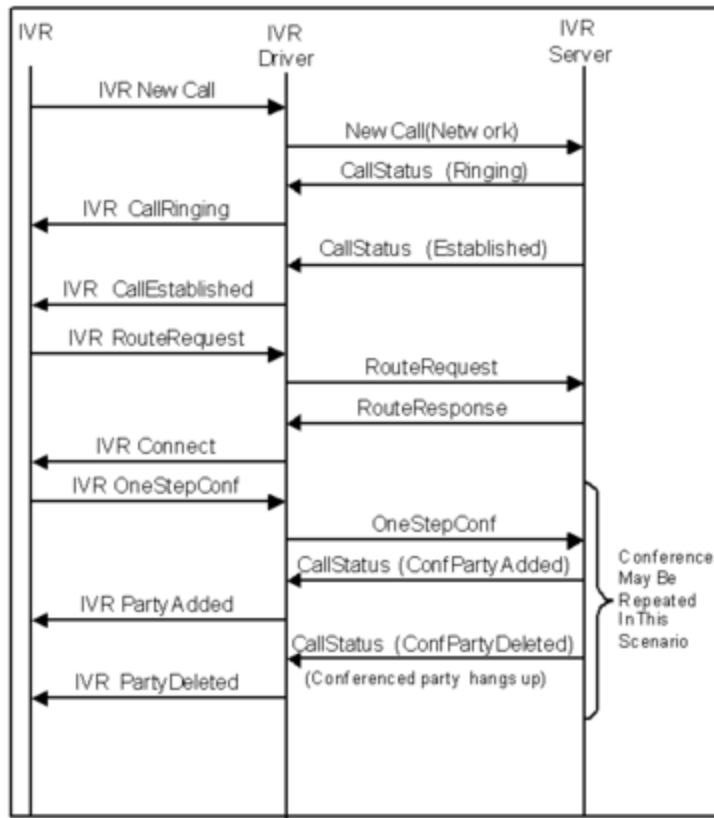 IVR
IVR
Driver
IVR
Server
IVR New Call
New Call(Network)
CallStatus (Ringing)
IVR CallRinging
CallStatus (Established)
IVR CallEstablished
IVR RouteRequest
RouteRequest
RouteResponse
IVR Connect
IVR OneStepConf
OneStepConf
CallStatus (ConfPartyAdded)
IVR PartyAdded
CallStatus (ConfPartyDeleted)
(Conferenced party hangs up)
IVR PartyDeleted
Conference
May Be
Repeated
In This
Scenario